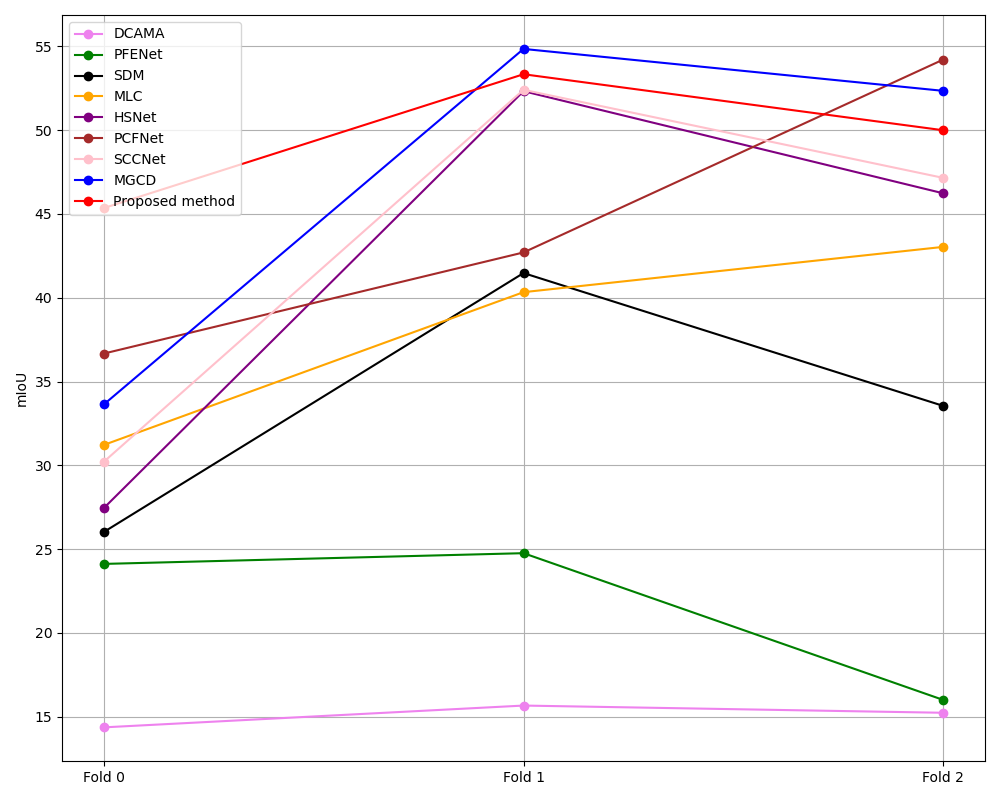 DCAMA
PFENet
SDM
MLC
HSNet
PCFNet
SCCNet
MGCD
Proposed method
mIoU
55
50
45
40
35
30
25
20
15
Fold 0
Fold 1
Fold 2